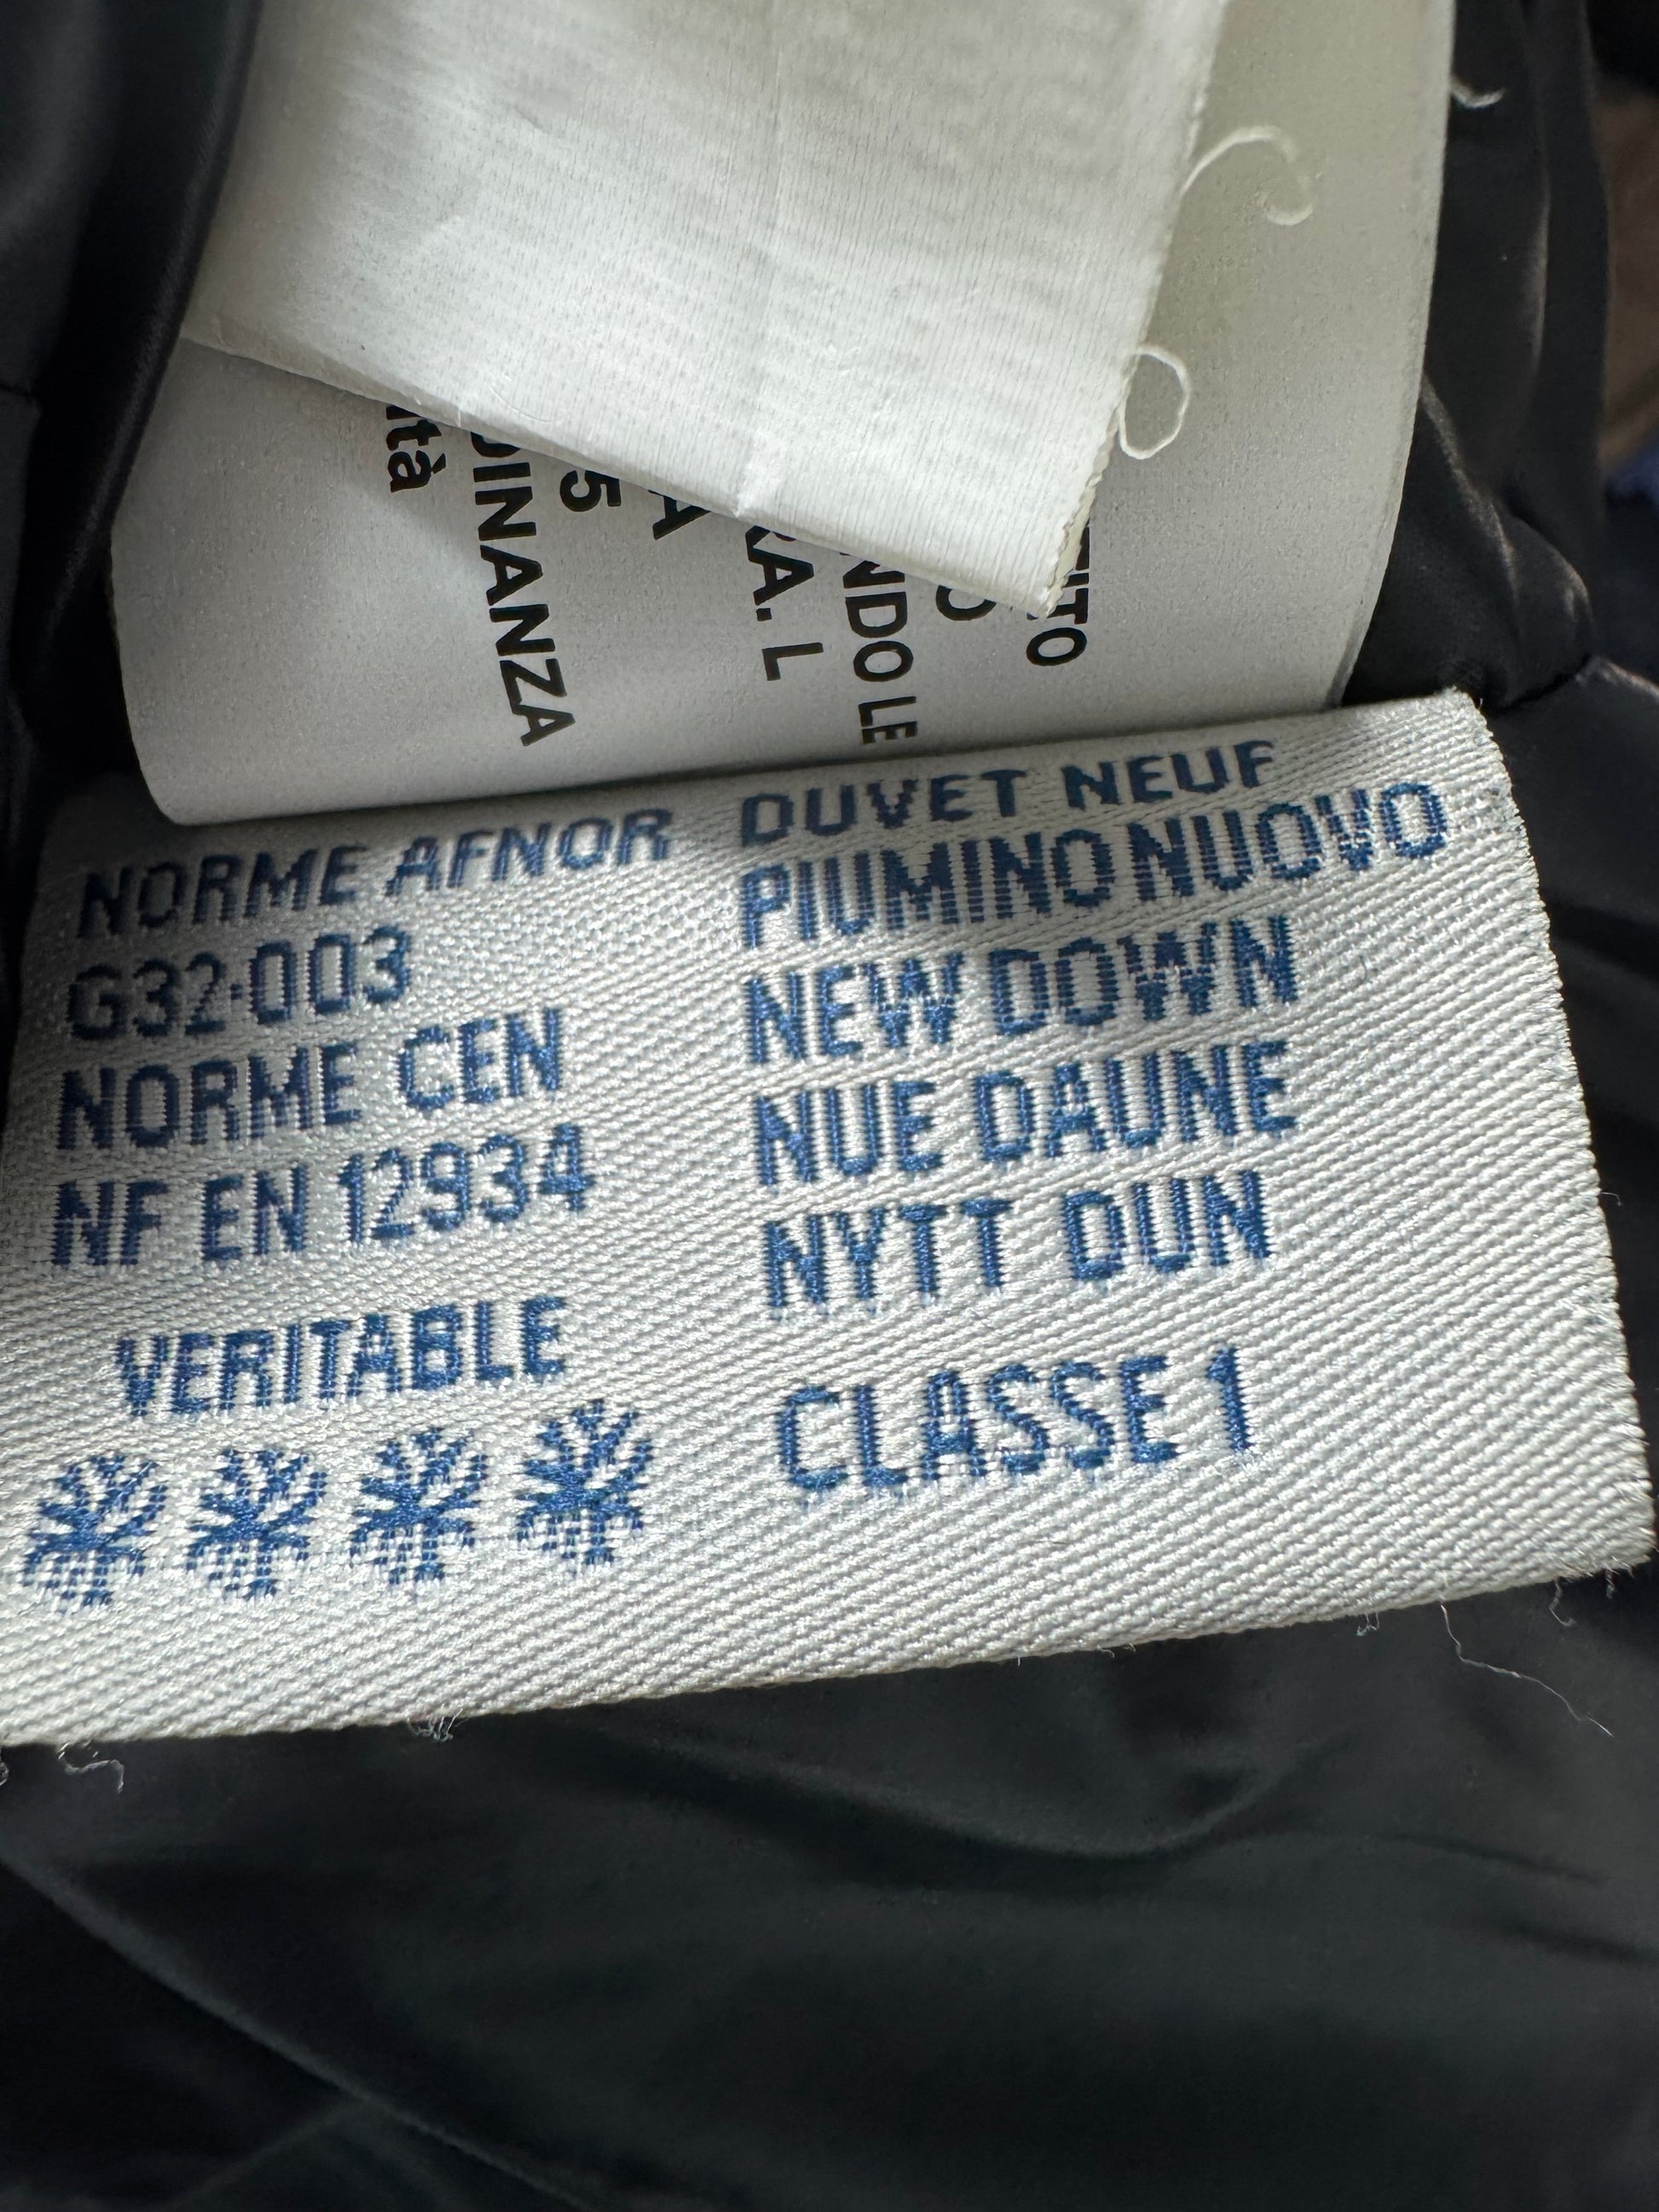 DUVET NEUF
PIUMINO NUOVO
NEW DOWN
NUE DAUNE
NYTT DUN
CLASSE 1
NORME AFNOR
G32-003
NORME CEN
NF EN 12934
VERITABLE